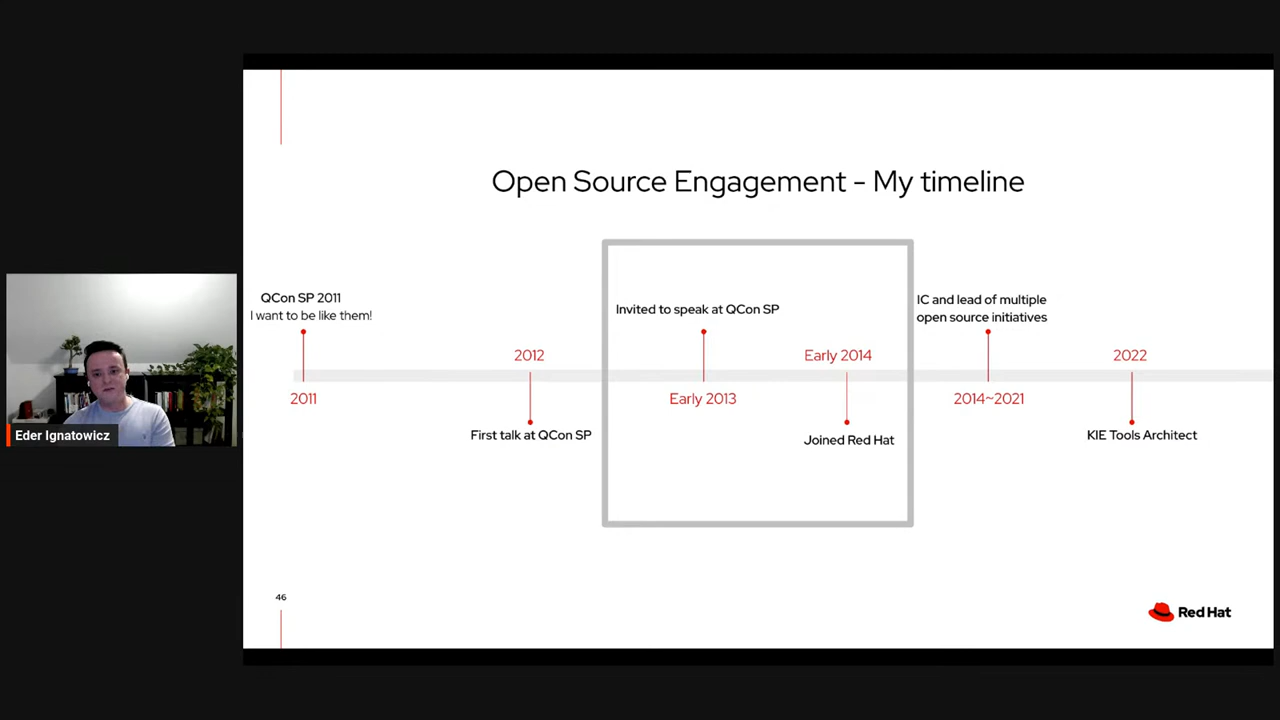 Open Source Engagement - My timeline
QCon SP 2011
I want to be like them!
2011
2012
First talk at QCon SP
Invited to speak at QCon SP
Early 2013
Early 2014
Joined Red Hat
IC and lead of multiple
open source initiatives
2014~2021
2022
KIE Tools Architect
Eder Ignatowicz
46
Red Hat